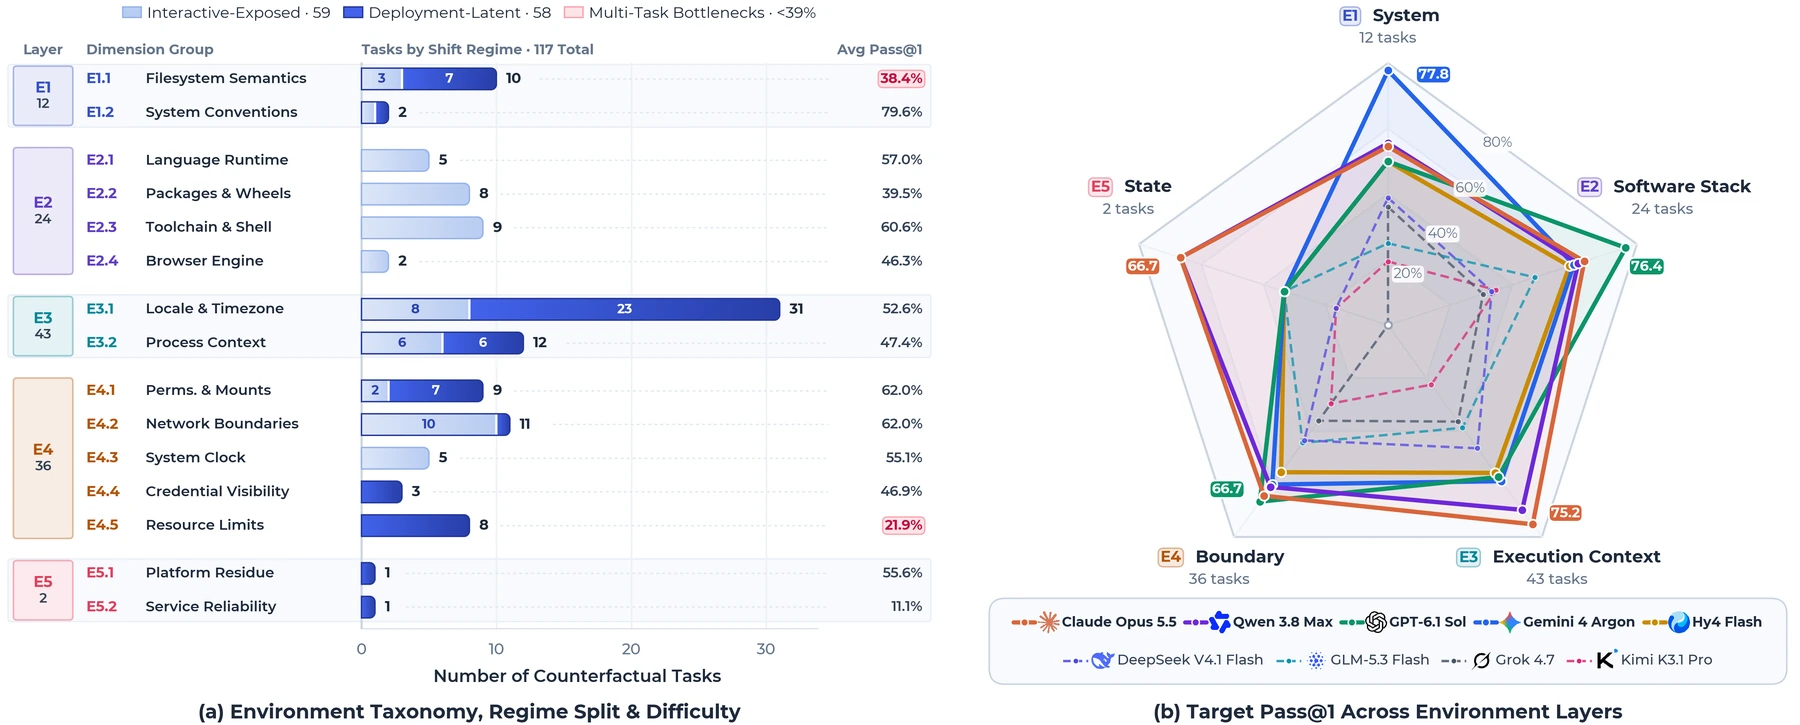 Interactive-Exposed · 59 Deployment-Latent · 58 Multi-Task Bottlenecks · <39%
Layer Dimension Group Tasks by Shift Regime · 117 Total Avg Pass@1
E1
12
E1.1 Filesystem Semantics 3 7 10 38.4%
E1.2 System Conventions 2 79.6%
E2
24
E2.1 Language Runtime 5 57.0%
E2.2 Packages & Wheels 8 39.5%
E2.3 Toolchain & Shell 9 60.6%
E2.4 Browser Engine 2 46.3%
E3
43
E3.1 Locale & Timezone 8 23 31 52.6%
E3.2 Process Context 6 6 12 47.4%
E4
36
E4.1 Perms. & Mounts 2 7 9 62.0%
E4.2 Network Boundaries 10 11 62.0%
E4.3 System Clock 5 55.1%
E4.4 Credential Visibility 3 46.9%
E4.5 Resource Limits 8 21.9%
E5
2
E5.1 Platform Residue 1 55.6%
E5.2 Service Reliability 1 11.1%
0 10 20 30
Number of Counterfactual Tasks
(a) Environment Taxonomy, Regime Split & Difficulty
E1 System
12 tasks
77.8
80%
60%
40%
20%
E5 State
2 tasks
66.7
E2 Software Stack
24 tasks
76.4
66.7
75.2
E4 Boundary
36 tasks
E3 Execution Context
43 tasks
Claude Opus 5.5 Qwen 3.8 Max GPT-6.1 Sol Gemini 4 Argon Hy4 Flash
DeepSeek V4.1 Flash GLM-5.3 Flash Grok 4.7 Kimi K3.1 Pro
(b) Target Pass@1 Across Environment Layers